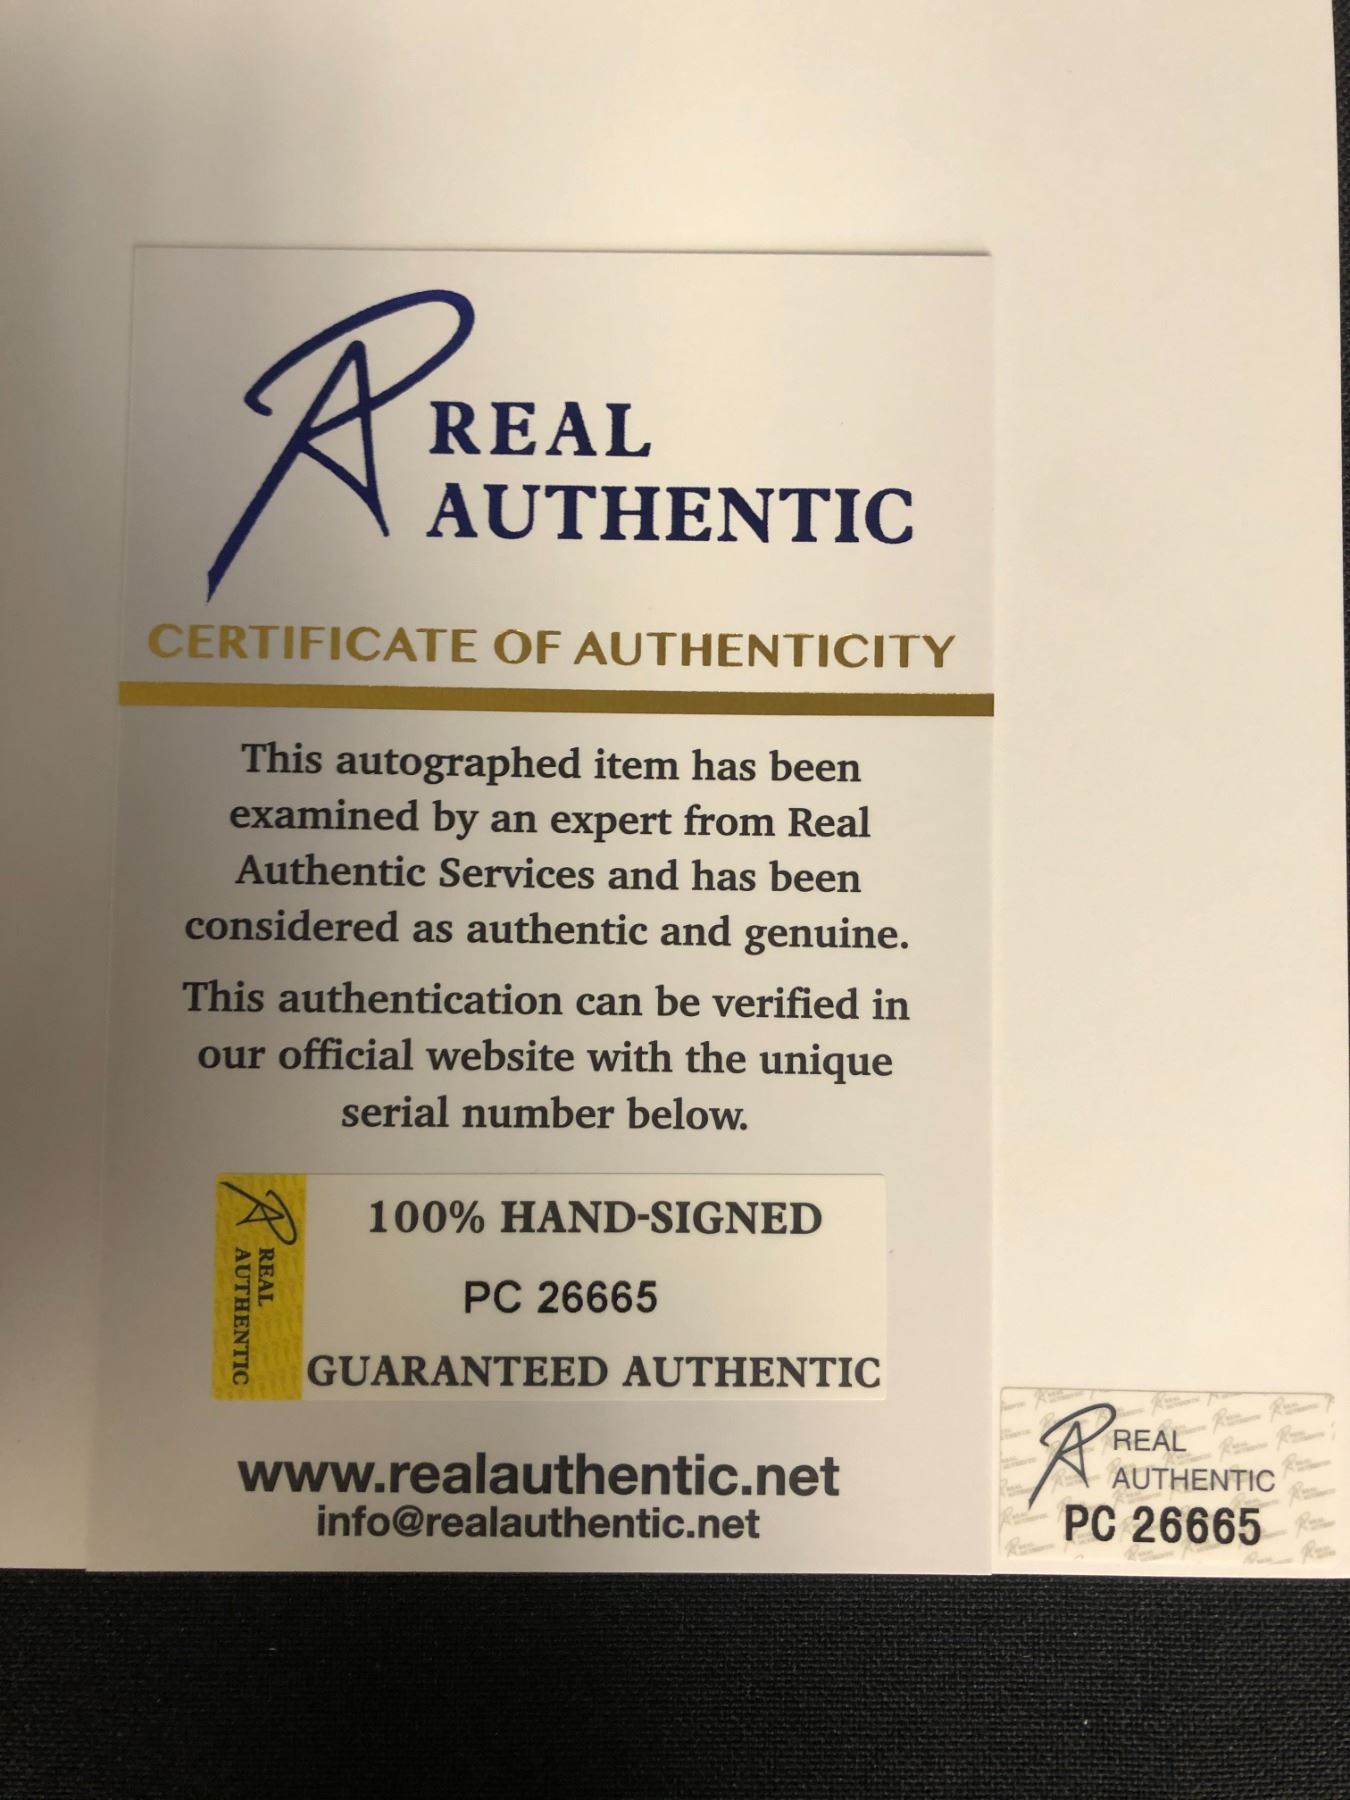 REAL
AUTHENTIC
CERTIFICATE OF AUTHENTICITY
This autographed item has been
examined by an expert from Real
Authentic Services and has been
considered as authentic and genuine.
This authentication can be verified in
our official website with the unique
serial number below.
REAL
AUTHENTIC
100% HAND-SIGNED
PC 26665
GUARANTEED AUTHENTIC
www.realauthentic.net
info@realauthentic.net
REAL
AUTHENTIC
PC 26665